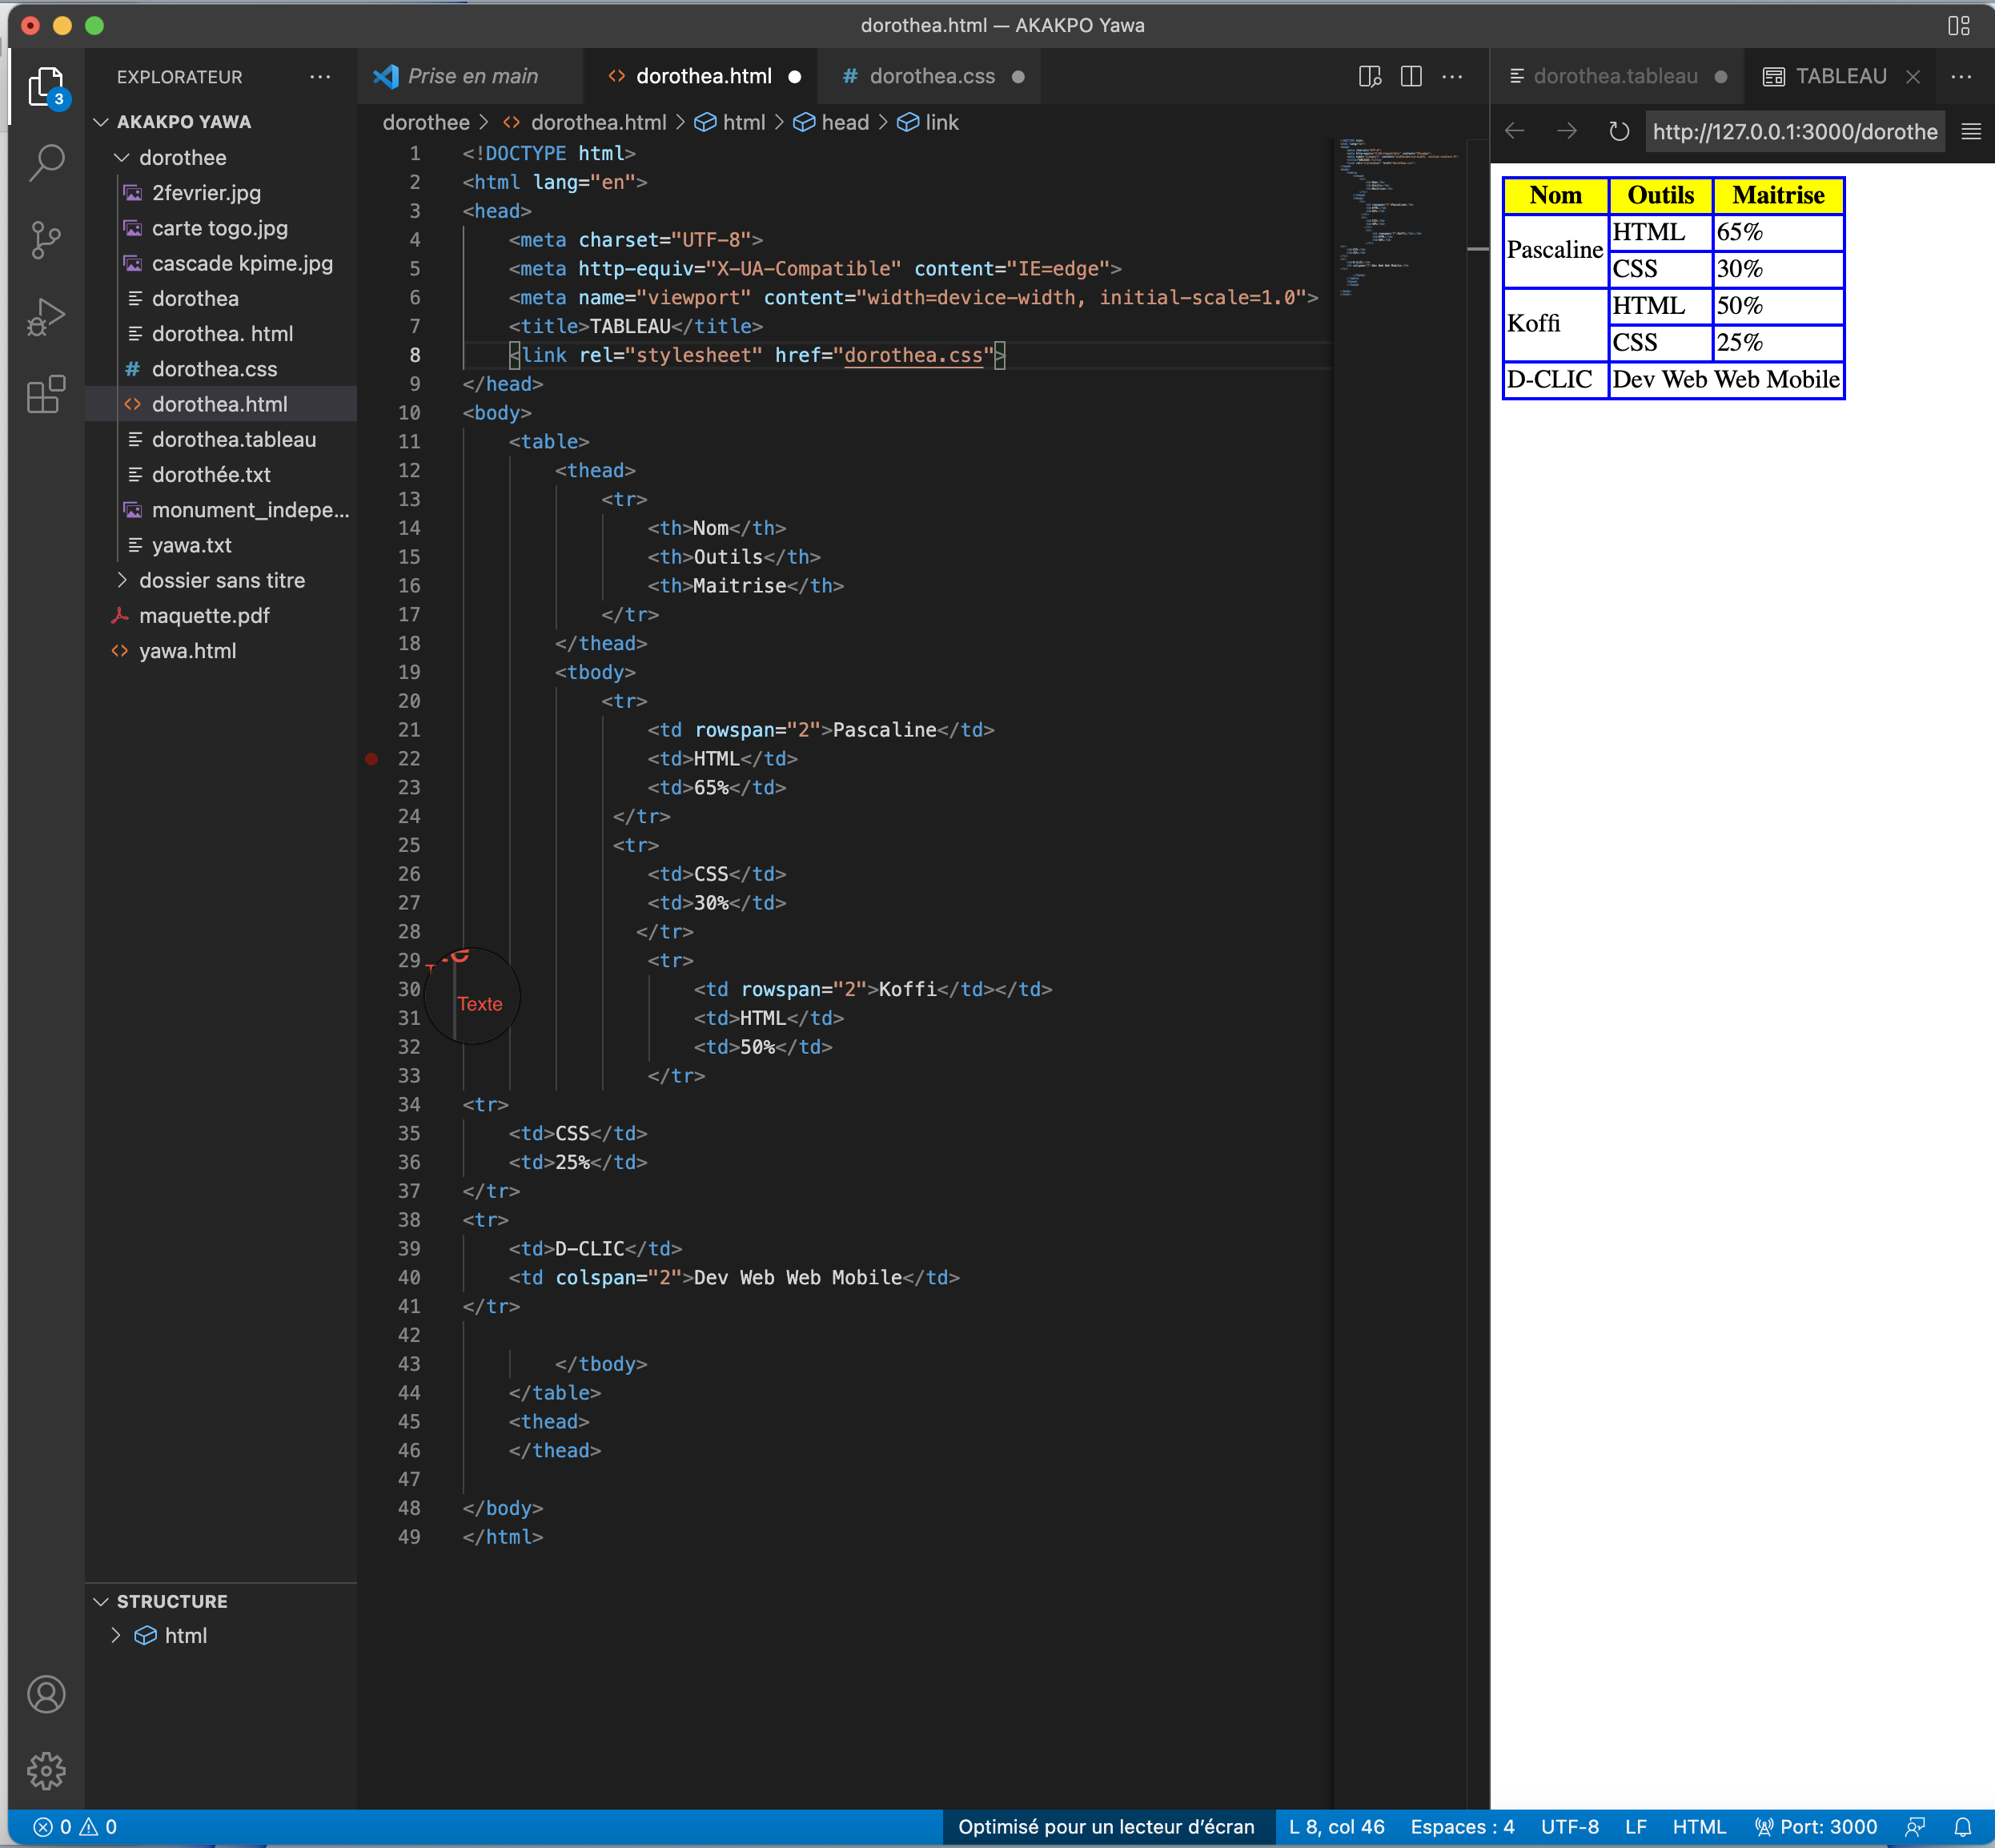 dorothea.html — AKAKPO Yawa
EXPLORATEUR
3
AKAKPO YAWA
dorothee
2fevrier.jpg
carte togo.jpg
cascade kpime.jpg
dorothea
dorothea. html
dorothea.css
dorothea.html
dorothea.tableau
dorothée.txt
monument_indepe...
yawa.txt
dossier sans titre
maquette.pdf
yawa.html
STRUCTURE
html
Prise en main
dorothea.html
dorothea.css
dorothee > dorothea.html > html > head > link
1 <!DOCTYPE html>
2 <html lang="en">
3 <head>
4 <meta charset="UTF-8">
5 <meta http-equiv="X-UA-Compatible" content="IE=edge">
6 <meta name="viewport" content="width=device-width, initial-scale=1.0">
7 <title>TABLEAU</title>
8 <link rel="stylesheet" href="dorothea.css">
9 </head>
10 <body>
11 <table>
12 <thead>
13 <tr>
14 <th>Nom</th>
15 <th>Outils</th>
16 <th>Maitrise</th>
17 </tr>
18 </thead>
19 <tbody>
20 <tr>
21 <td rowspan="2">Pascaline</td>
22 <td>HTML</td>
23 <td>65%</td>
24 </tr>
25 <tr>
26 <td>CSS</td>
27 <td>30%</td>
28 </tr>
29 <tr>
30 <td rowspan="2">Koffi</td></td>
31 <td>HTML</td>
32 <td>50%</td>
33 </tr>
34 <tr>
35 <td>CSS</td>
36 <td>25%</td>
37 </tr>
38 <tr>
39 <td>D-CLIC</td>
40 <td colspan="2">Dev Web Web Mobile</td>
41 </tr>
42
43 </tbody>
44 </table>
45 <thead>
46 </thead>
47
48 </body>
49 </html>
Texte
dorothea.tableau
TABLEAU
http://127.0.0.1:3000/dorothe
Nom Outils Maitrise
Pascaline HTML 65%
CSS 30%
Koffi HTML 50%
CSS 25%
D-CLIC Dev Web Web Mobile
0 0
Optimisé pour un lecteur d’écran
L 8, col 46
Espaces : 4
UTF-8
LF
HTML
Port: 3000